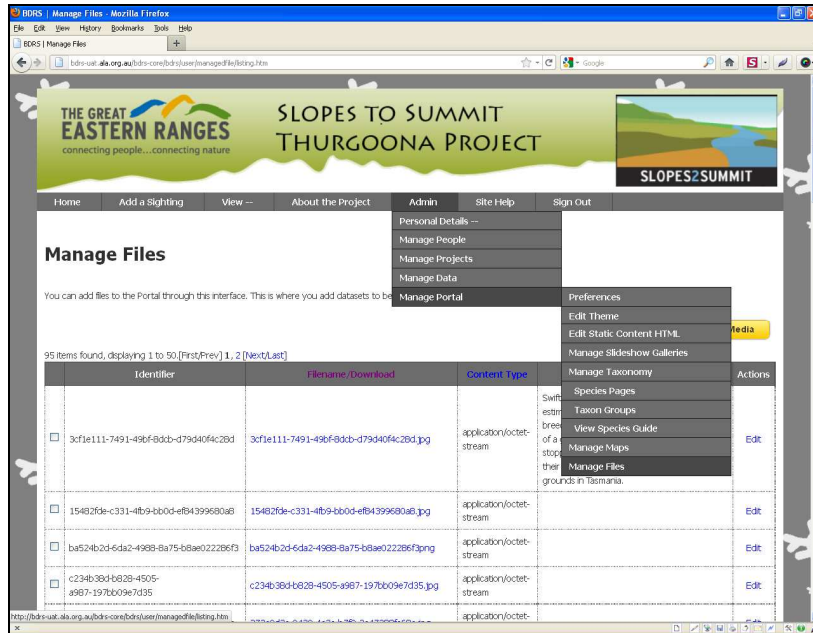 BDRS | Manage Files - Mozilla Firefox
File Edit View History Bookmarks Tools Help
BDRS | Manage Files +
bdrs-uat.ala.org.au/bdrs-core/bdrs/user/managedfile/listing.htm
Google
THE GREAT
EASTERN RANGES
connecting people...connecting nature
SLOPES TO SUMMIT
THURGOONA PROJECT
SLOPES2SUMMIT
Home Add a Sighting View -- About the Project Admin Site Help Sign Out
Personal Details --
Manage People
Manage Projects
Manage Data
Manage Portal
Preferences
Edit Theme
Edit Static Content HTML
Manage Slideshow Galleries
Manage Taxonomy
Species Pages
Taxon Groups
View Species Guide
Manage Maps
Manage Files
Manage Files
You can add files to the Portal through this interface. This is where you add datasets to be
Media
95 items found, displaying 1 to 50.[First/Prev] 1, 2 [Next/Last]
Identifier Filename/Download Content Type Actions
3cf1e111-7491-49bf-8dcb-d79d40f4c28d 3cf1e111-7491-49bf-8dcb-d79d40f4c28d.jpg application/octet-
stream
Swift
estim
breed
of a
stopp
their
grounds in Tasmania.
Edit
15482fde-c331-4fb9-bb0d-ef84399680a8 15482fde-c331-4fb9-bb0d-ef84399680a8.jpg application/octet-
stream
Edit
ba524b2d-6da2-4988-8a75-b8ae022286f3 ba524b2d-6da2-4988-8a75-b8ae022286f3png application/octet-
stream
Edit
c234b38d-b828-4505-
a987-197bb09e7d35
c234b38d-b828-4505-a987-197bb09e7d35.jpg application/octet-
stream
Edit
application/octet-
http://bdrs-uat.ala.org.au/bdrs-core/bdrs/user/managedfile/listing.htm